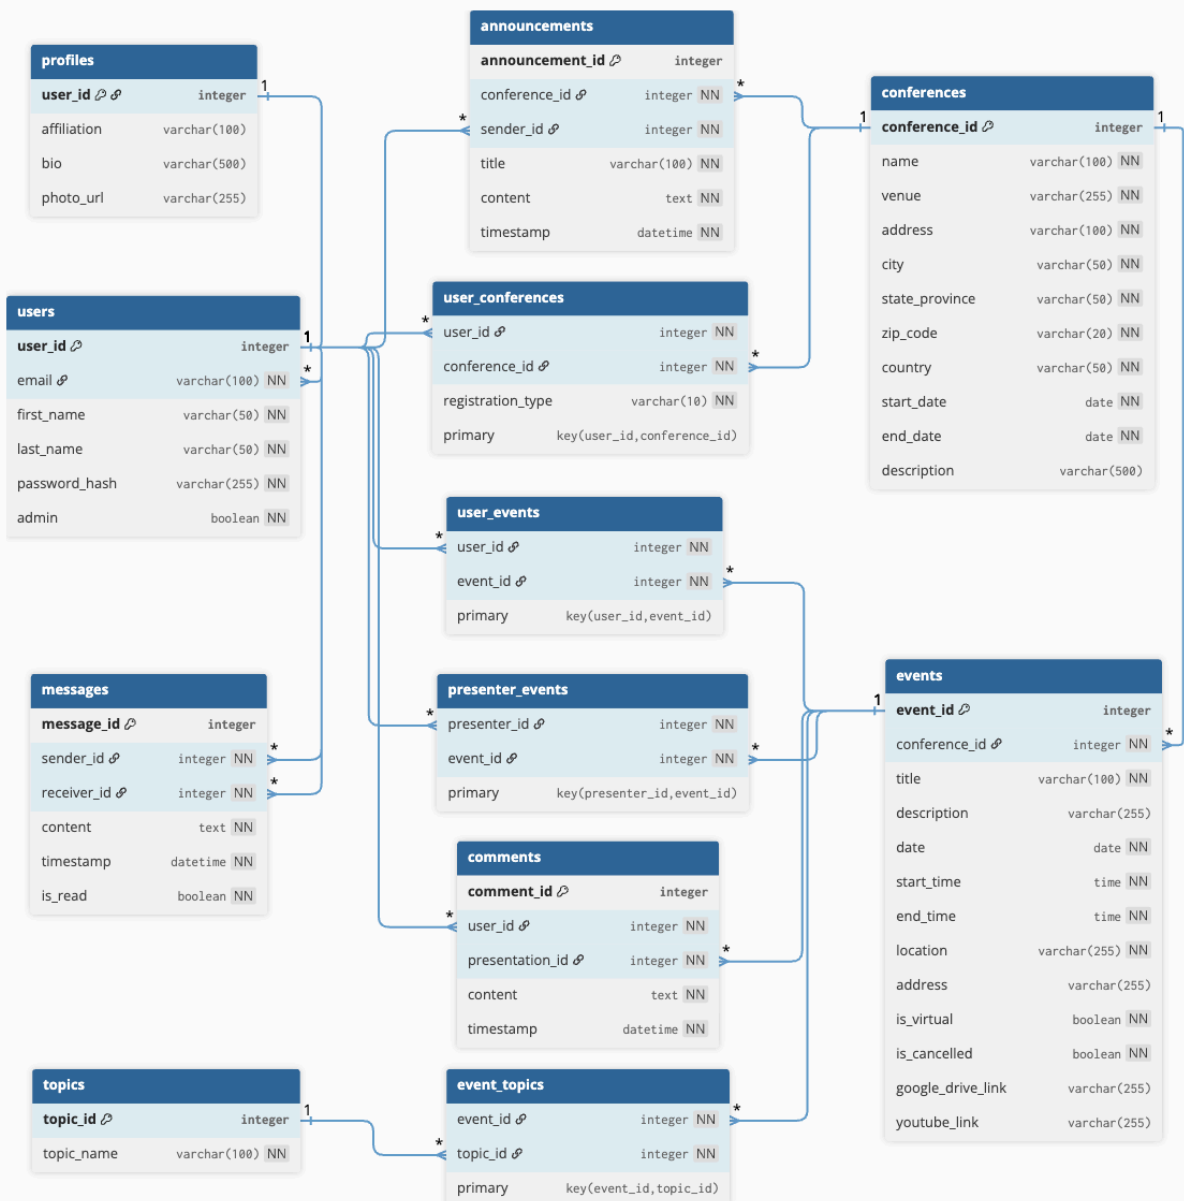 profiles
user_id integer
affiliation varchar(100)
bio varchar(500)
photo_url varchar(255)
1
users
user_id integer
email varchar(100) NN
first_name varchar(50) NN
last_name varchar(50) NN
password_hash varchar(255) NN
admin boolean NN
1
*
messages
message_id integer
sender_id integer NN
receiver_id integer NN
content text NN
timestamp datetime NN
is_read boolean NN
*
*
topics
topic_id integer
topic_name varchar(100) NN
1
announcements
announcement_id integer
conference_id integer NN
sender_id integer NN
title varchar(100) NN
content text NN
timestamp datetime NN
*
*
user_conferences
user_id integer NN
conference_id integer NN
registration_type varchar(10) NN
primary key(user_id,conference_id)
*
*
user_events
user_id integer NN
event_id integer NN
primary key(user_id,event_id)
*
*
presenter_events
presenter_id integer NN
event_id integer NN
primary key(presenter_id,event_id)
*
*
comments
comment_id integer
user_id integer NN
presentation_id integer NN
content text NN
timestamp datetime NN
*
*
event_topics
event_id integer NN
topic_id integer NN
primary key(event_id,topic_id)
*
*
conferences
conference_id integer
name varchar(100) NN
venue varchar(255) NN
address varchar(100) NN
city varchar(50) NN
state_province varchar(50) NN
zip_code varchar(20) NN
country varchar(50) NN
start_date date NN
end_date date NN
description varchar(500)
1
1
events
event_id integer
conference_id integer NN
title varchar(100) NN
description varchar(255)
date date NN
start_time time NN
end_time time NN
location varchar(255) NN
address varchar(255)
is_virtual boolean NN
is_cancelled boolean NN
google_drive_link varchar(255)
youtube_link varchar(255)
1
*